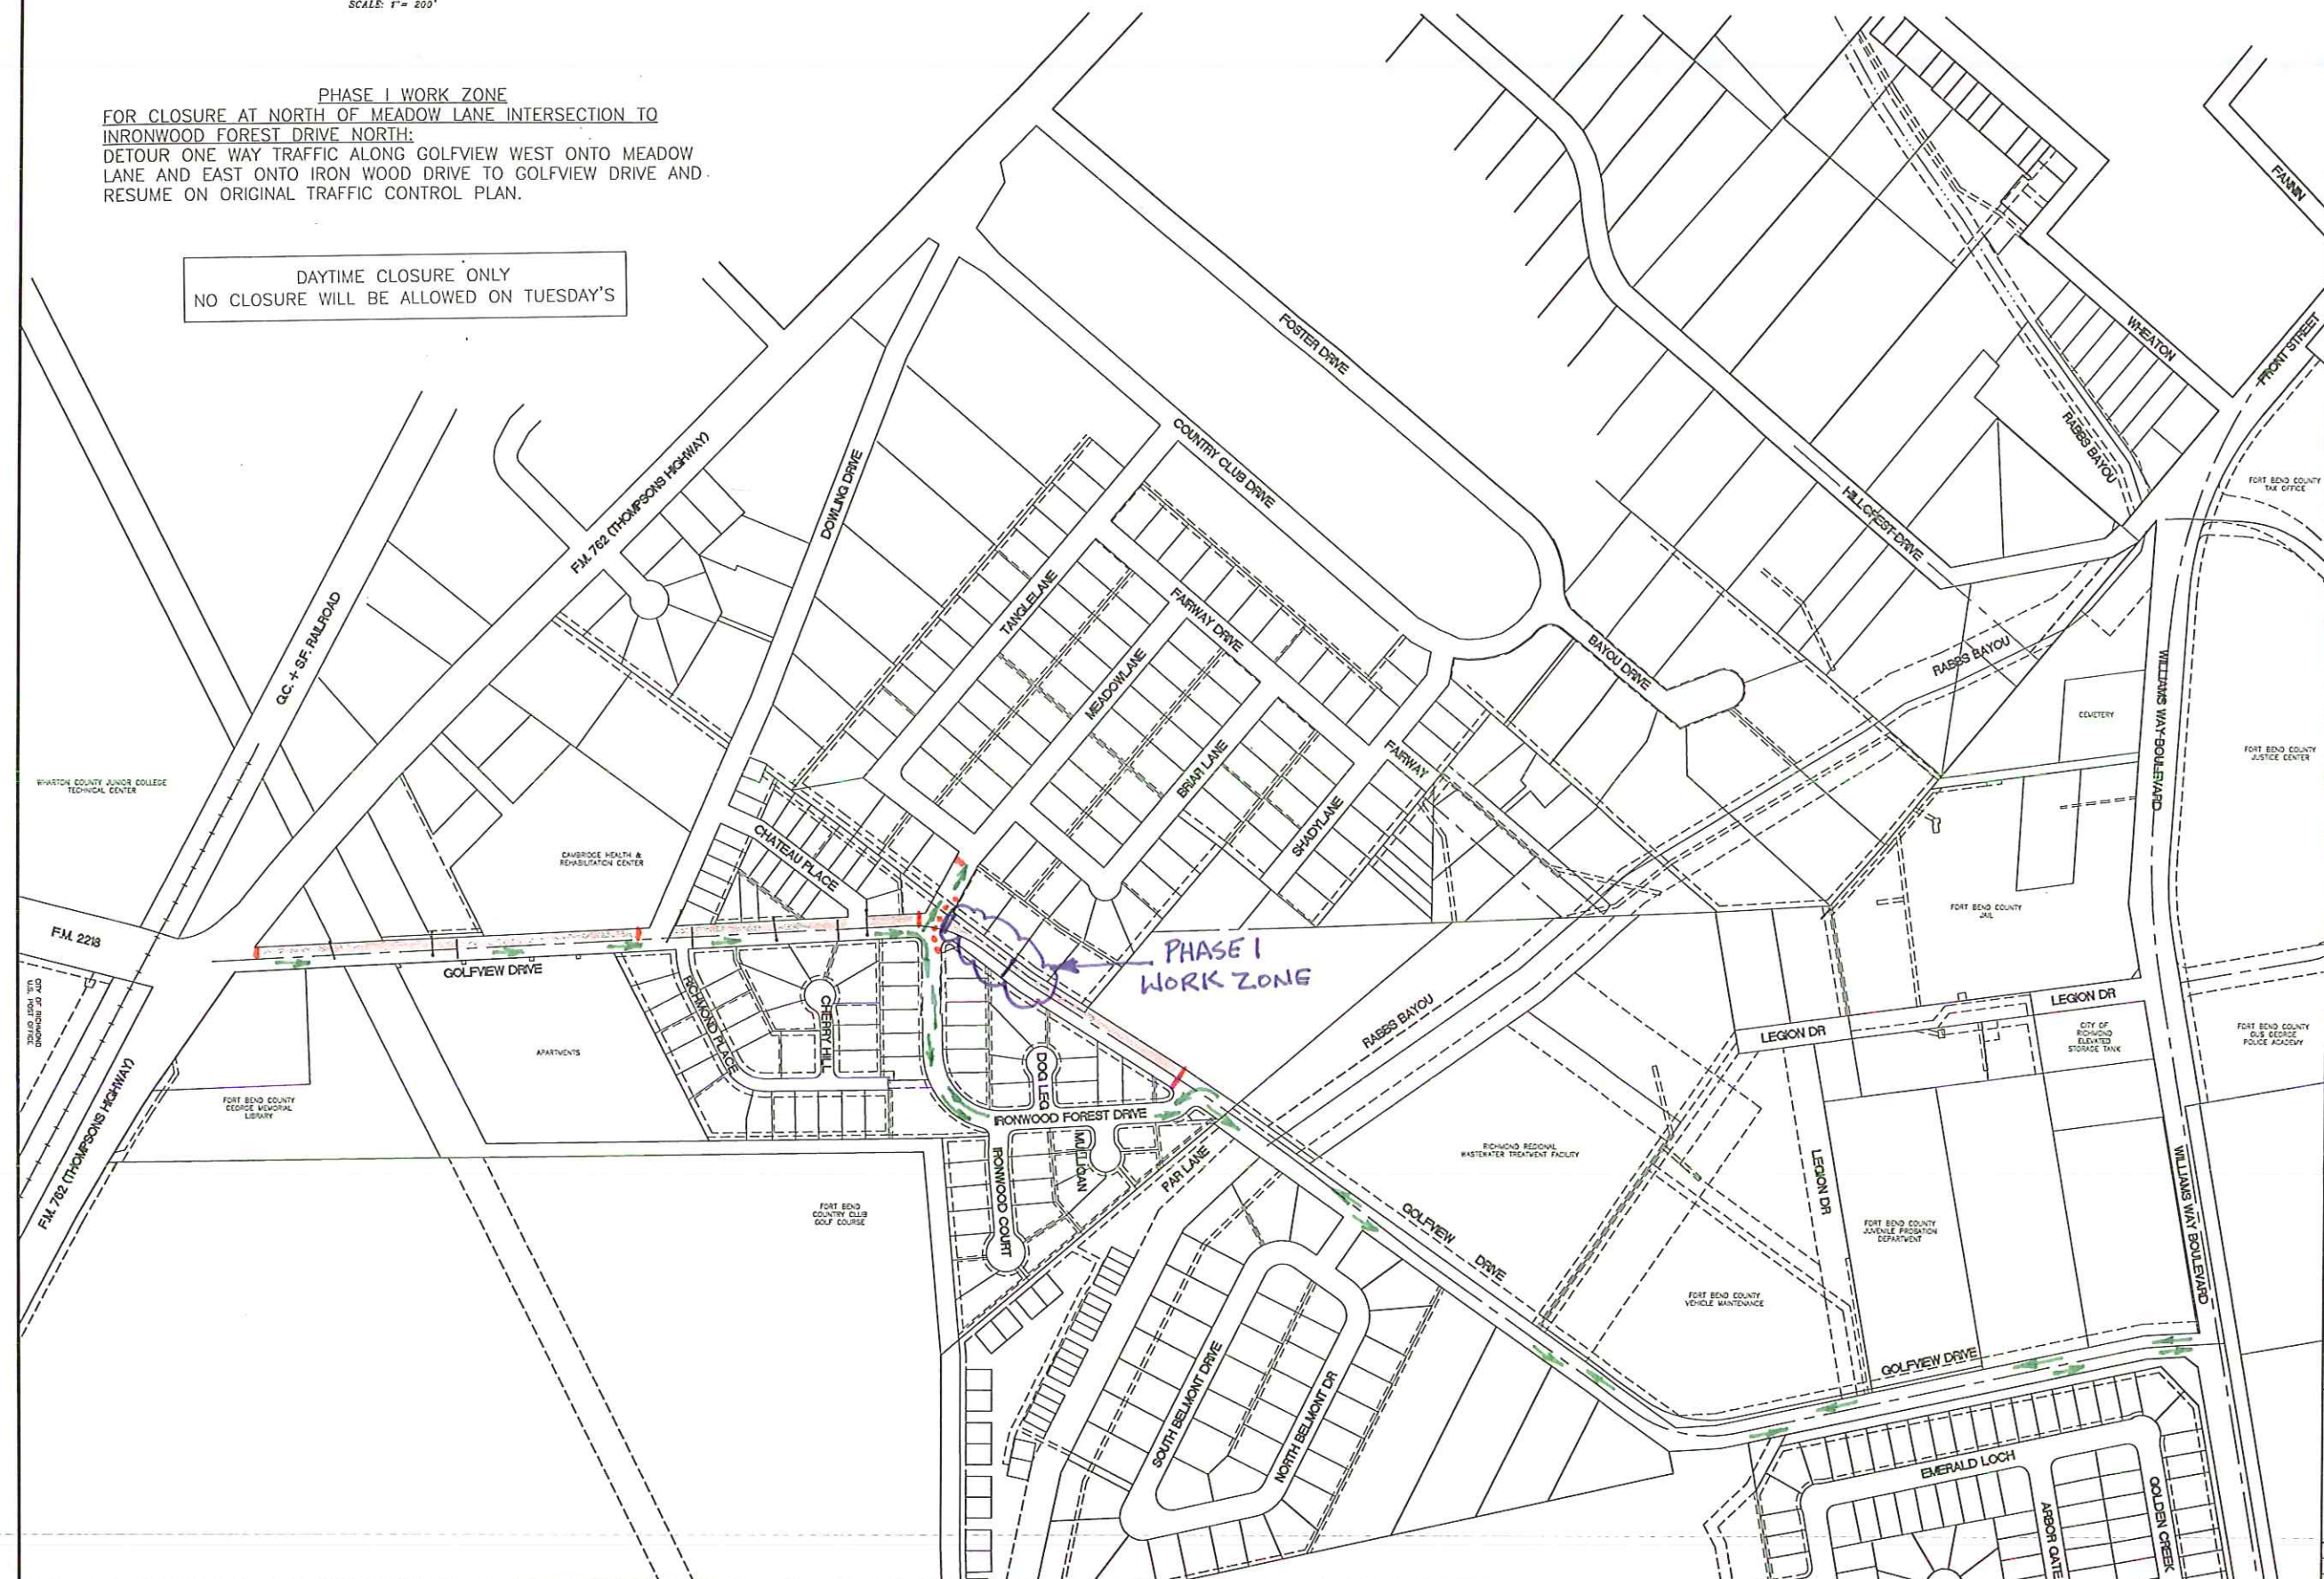 SCALE: 1"= 200'
PHASE I WORK ZONE
FOR CLOSURE AT NORTH OF MEADOW LANE INTERSECTION TO
INRONWOOD FOREST DRIVE NORTH:
DETOUR ONE WAY TRAFFIC ALONG GOLFVIEW WEST ONTO MEADOW
LANE AND EAST ONTO IRON WOOD DRIVE TO GOLFVIEW DRIVE AND
RESUME ON ORIGINAL TRAFFIC CONTROL PLAN.
DAYTIME CLOSURE ONLY
NO CLOSURE WILL BE ALLOWED ON TUESDAY'S
FANNIN
WHEATON
FRONT STREET
RABBS BAYOU
FOSTER DRIVE
COUNTRY CLUB DRIVE
HILLCREST DRIVE
FORT BEND COUNTY
TAX OFFICE
F.M. 762 (THOMPSONS HIGHWAY)
DOWLING DRIVE
G.C. + S.F. RAILROAD
TANGLELANE
FAIRWAY DRIVE
MEADOWLANE
BRIAR LANE
SHADYLANE
FAIRWAY
BAYOU DRIVE
RABBS BAYOU
WILLIAMS WAY BOULEVARD
CEMETERY
FORT BEND COUNTY
JUSTICE CENTER
WHARTON COUNTY JUNIOR COLLEGE
TECHNICAL CENTER
CAMBRIDGE HEALTH &
REHABILITATION CENTER
CHATEAU PLACE
FORT BEND COUNTY
JAIL
F.M. 2218
GOLFVIEW DRIVE
PHASE I
WORK ZONE
CITY OF RICHMOND
U.S. POST OFFICE
RICHMOND PLACE
CHERRY HILL
APARTMENTS
RABBS BAYOU
LEGION DR
LEGION DR
CITY OF
RICHMOND
ELEVATED
STORAGE TANK
FORT BEND COUNTY
GUS GEORGE
POLICE ACADEMY
FORT BEND COUNTY
GEORGE MEMORIAL
LIBRARY
F.M. 762 (THOMPSONS HIGHWAY)
DOG LEG
IRONWOOD FOREST DRIVE
MULLIGAN
IRONWOOD COURT
PAR LANE
RICHMOND REGIONAL
WASTEWATER TREATMENT FACILITY
LEGION DR
FORT BEND
COUNTRY CLUB
GOLF COURSE
GOLFVIEW DRIVE
FORT BEND COUNTY
JUVENILE PROBATION
DEPARTMENT
WILLIAMS WAY BOULEVARD
FORT BEND COUNTY
VEHICLE MAINTENANCE
SOUTH BELMONT DRIVE
NORTH BELMONT DR
GOLFVIEW DRIVE
EMERALD LOCH
ARBOR GATE
GOLDEN CREEK